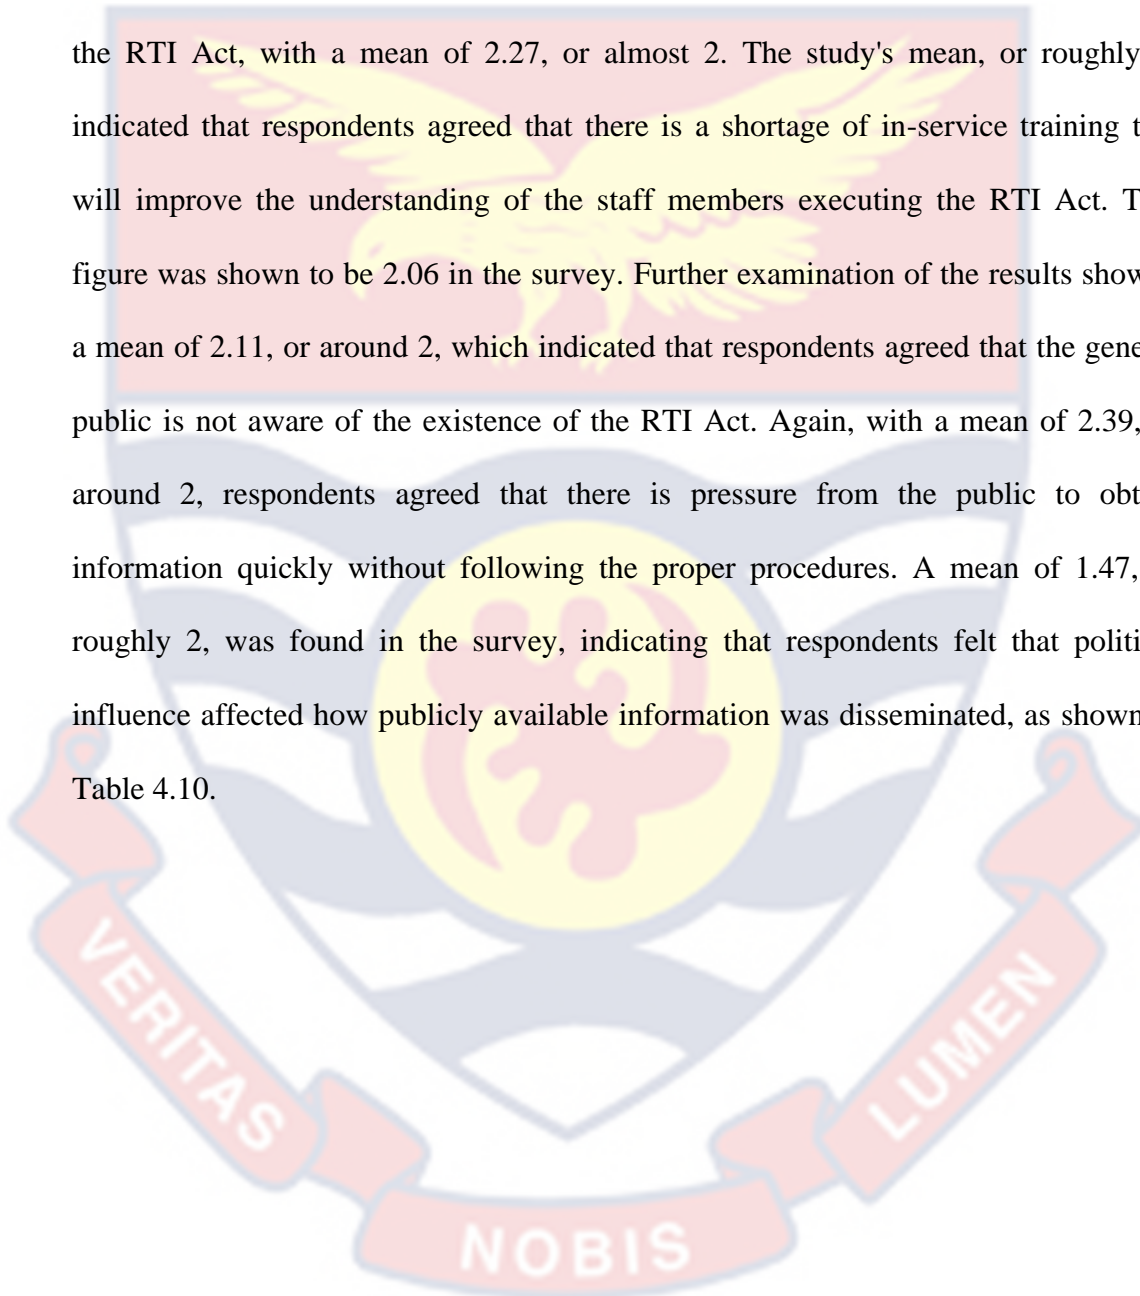 the RTI Act, with a mean of 2.27, or almost 2. The study's mean, or roughly
indicated that respondents agreed that there is a shortage of in-service training t
will improve the understanding of the staff members executing the RTI Act. T
figure was shown to be 2.06 in the survey. Further examination of the results show
a mean of 2.11, or around 2, which indicated that respondents agreed that the gene
public is not aware of the existence of the RTI Act. Again, with a mean of 2.39,
around 2, respondents agreed that there is pressure from the public to obt
information quickly without following the proper procedures. A mean of 1.47,
roughly 2, was found in the survey, indicating that respondents felt that politi
influence affected how publicly available information was disseminated, as shown
Table 4.10.
VERITAS
NOBIS
LUMEN